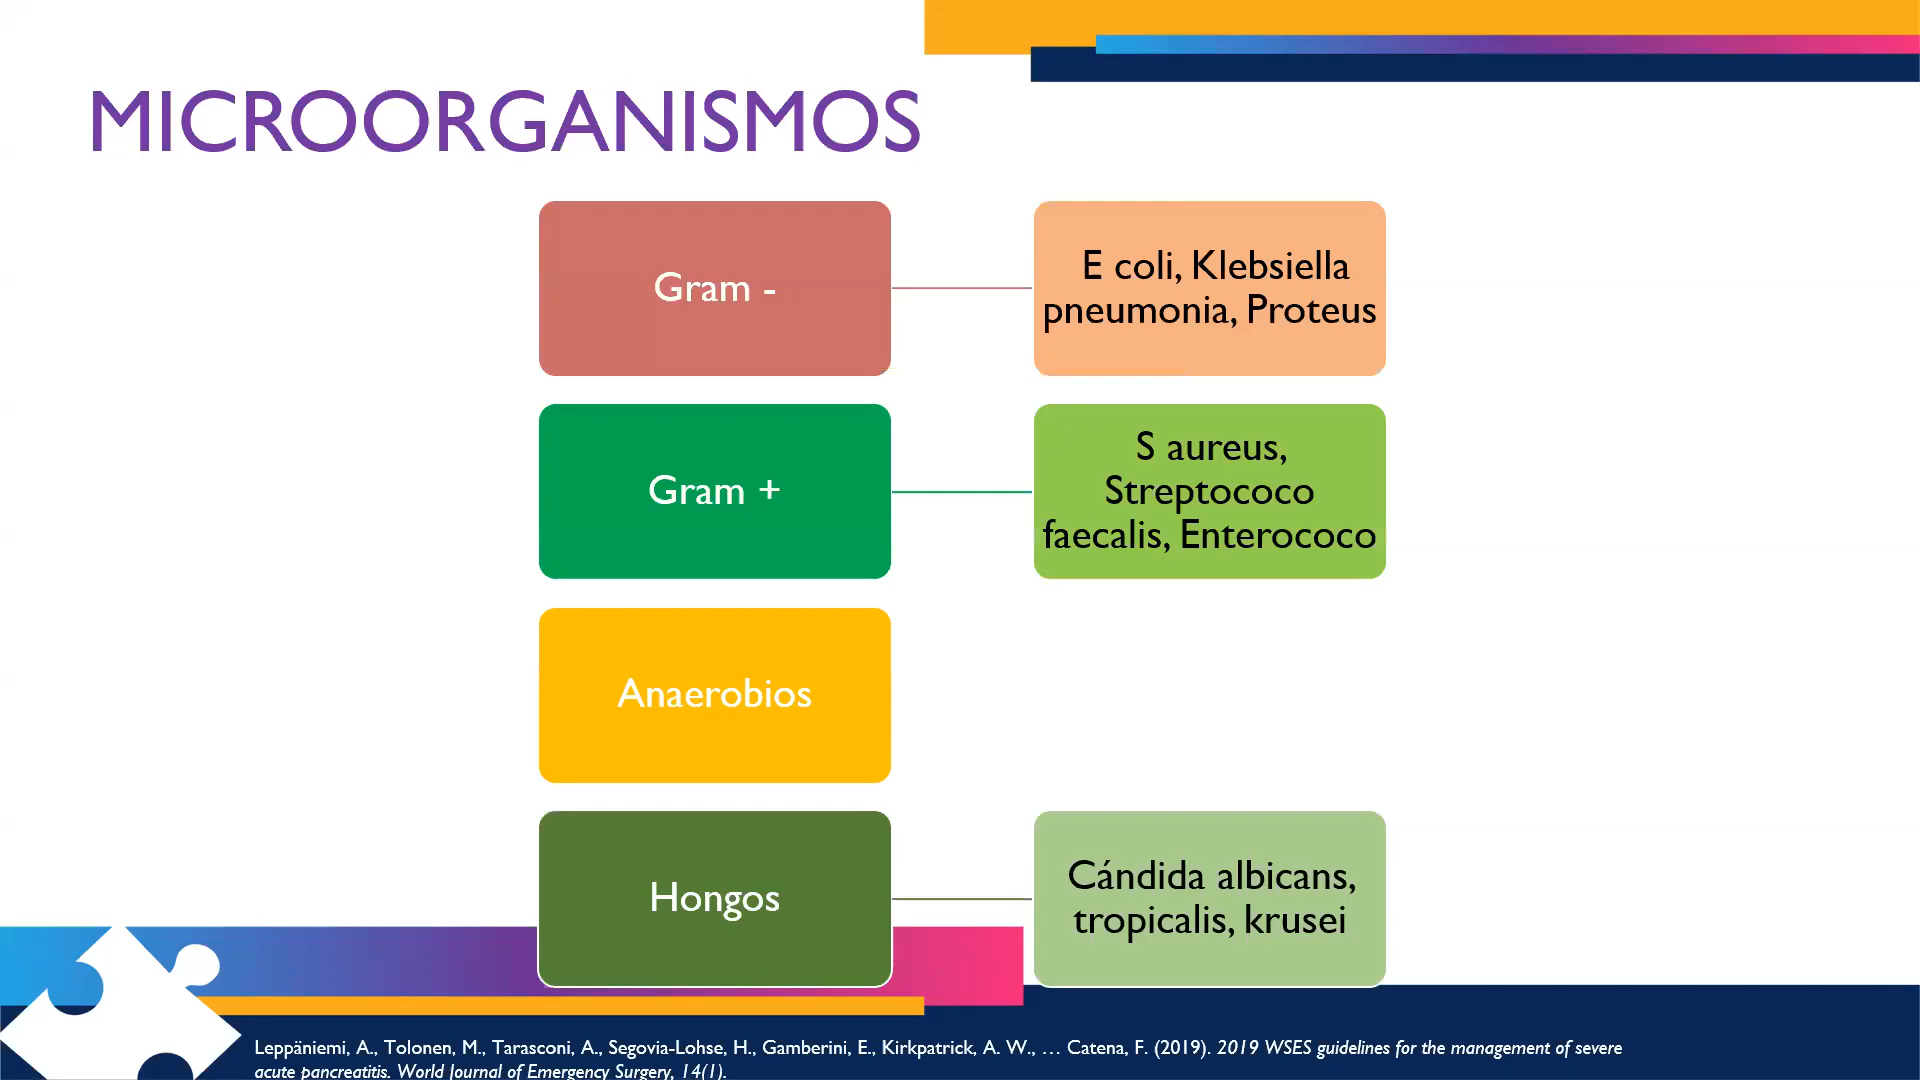 MICROORGANISMOS
Gram -
E coli, Klebsiella
pneumonia, Proteus
Gram +
S aureus,
Streptococo
faecalis, Enterococo
Anaerobios
Hongos
Cándida albicans,
tropicalis, krusei
Leppäniemi, A., Tolonen, M., Tarasconi, A., Segovia-Lohse, H., Gamberini, E., Kirkpatrick, A. W., … Catena, F. (2019). 2019 WSES guidelines for the management of severe
acute pancreatitis. World Journal of Emergency Surgery, 14(1).